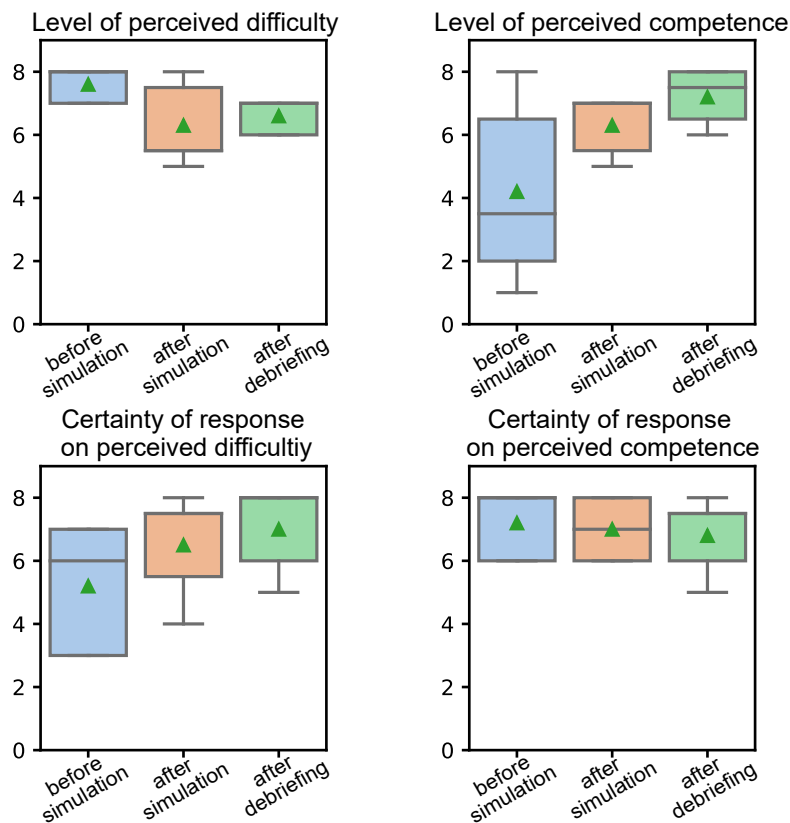 Level of perceived difficulty
8
6
4
2
0
before
simulation
after
simulation
after
debriefing
Level of perceived competence
8
6
4
2
0
before
simulation
after
simulation
after
debriefing
Certainty of response
on perceived difficultiy
8
6
4
2
0
before
simulation
after
simulation
after
debriefing
Certainty of response
on perceived competence
8
6
4
2
0
before
simulation
after
simulation
after
debriefing